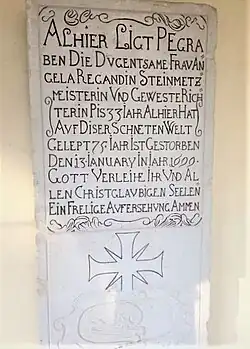 ALHIER LIGT PEGRA
BEN DIE DUGENTSAME FRAV AN
GELA REGANDIN STEINMETZ
MEISTERIN VND GEWESTE RICH
TERIN PIS 33 IAHR ALHIER HAT
AVF DISER SCHNETEN WELT
GELEPT 75 IAHR IST GESTORBEN
DEN 13 IANUARY IN IAHR
GOTT VERLEIHE IHR VND AL
LEN CHRISTGLAVBIGEN SEELEN
EIN FRELIGE AVFERSEHVNG AMMEN